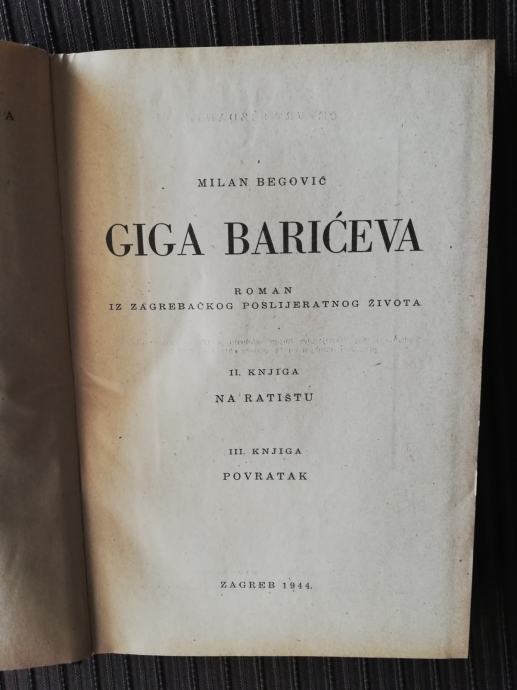 A
MILAN BEGOVIĆ
GIGA BARIĆEVA
ROMAN
IZ ZAGREBAČKOG POSLIJERATNOG ŽIVOTA
II. KNJIGA
NA RATIŠTU
III. KNJIGA
POVRATAK
ZAGREB 1944.